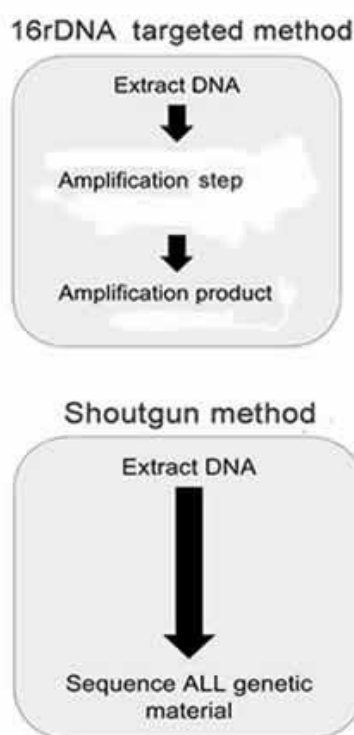 16rDNA targeted method
Extract DNA
Amplification step
Amplification product
Shoutgun method
Extract DNA
Sequence ALL genetic
material